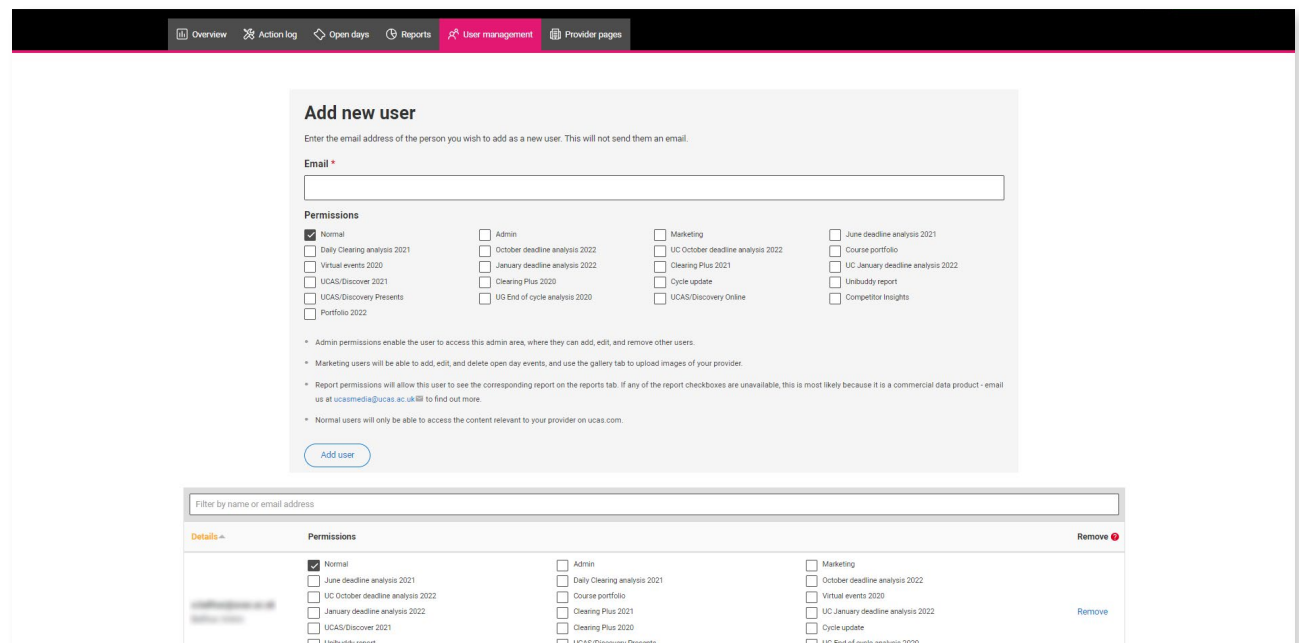 Overview Action log Open days Reports User management Provider pages
Add new user
Enter the email address of the person you wish to add as a new user. This will not send them an email.
Email *
Permissions
Normal Admin Marketing June deadline analysis 2021
Daily Clearing analysis 2021 October deadline analysis 2022 UC October deadline analysis 2022 Course portfolio
Virtual events 2020 January deadline analysis 2022 Clearing Plus 2021 UC January deadline analysis 2022
UCAS/Discover 2021 Clearing Plus 2020 Cycle update Unibuddy report
UCAS/Discovery Presents UG End of cycle analysis 2020 UCAS/Discovery Online Competitor Insights
Portfolio 2022
Admin permissions enable the user to access this admin area, where they can add, edit, and remove other users.
Marketing users will be able to add, edit, and delete open day events, and use the gallery tab to upload images of your provider.
Report permissions will allow this user to see the corresponding report on the reports tab. If any of the report checkboxes are unavailable, this is most likely because it is a commercial data product - email
us at ucasmedia@ucas.ac.uk to find out more.
Normal users will only be able to access the content relevant to your provider on ucas.com.
Add user
Filter by name or email address
Details Permissions Remove ?
Normal Admin Marketing
June deadline analysis 2021 Daily Clearing analysis 2021 October deadline analysis 2022
UC October deadline analysis 2022 Course portfolio Virtual events 2020
January deadline analysis 2022 Clearing Plus 2021 UC January deadline analysis 2022 Remove
UCAS/Discover 2021 Clearing Plus 2020 Cycle update
Unibuddy report UCAS/Discovery Presents UG End of cycle analysis 2020